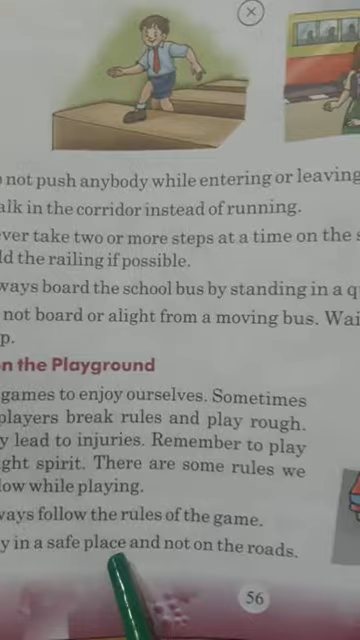 not push anybody while entering or leaving
alk in the corridor instead of running.
ver take two or more steps at a time on the s
ld the railing if possible.
ways board the school bus by standing in a q
not board or alight from a moving bus. Wai
p.
on the Playground
games to enjoy ourselves. Sometimes
players break rules and play rough.
y lead to injuries. Remember to play
ght spirit. There are some rules we
low while playing.
ways follow the rules of the game.
y in a safe place and not on the roads.
56